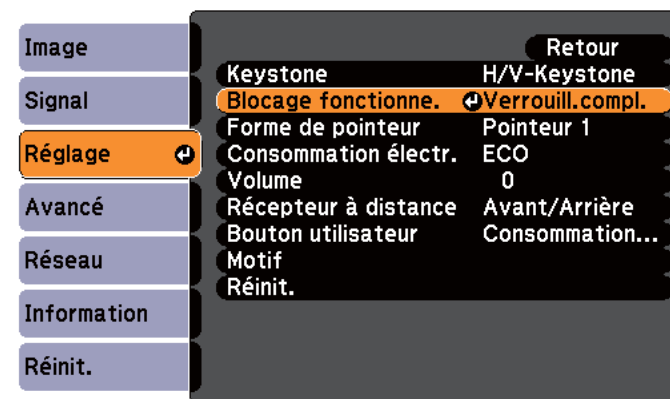 Image
Signal
Réglage
Avancé
Réseau
Information
Réinit.
Retour
Keystone H/V-Keystone
Blocage fonctionne. Verrouill.compl.
Forme de pointeur Pointeur 1
Consommation électr. ECO
Volume 0
Récepteur à distance Avant/Arrière
Bouton utilisateur Consommation...
Motif
Réinit.